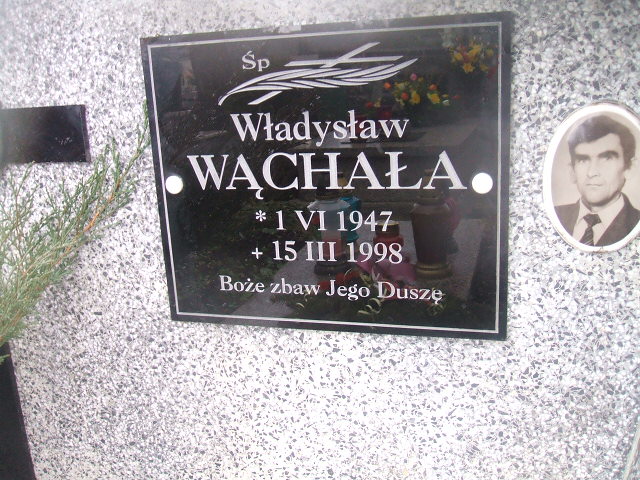 Śp
Władysław
WĄCHAŁA
* 1 VI 1947
+ 15 III 1998
Boże zbaw Jego Duszę